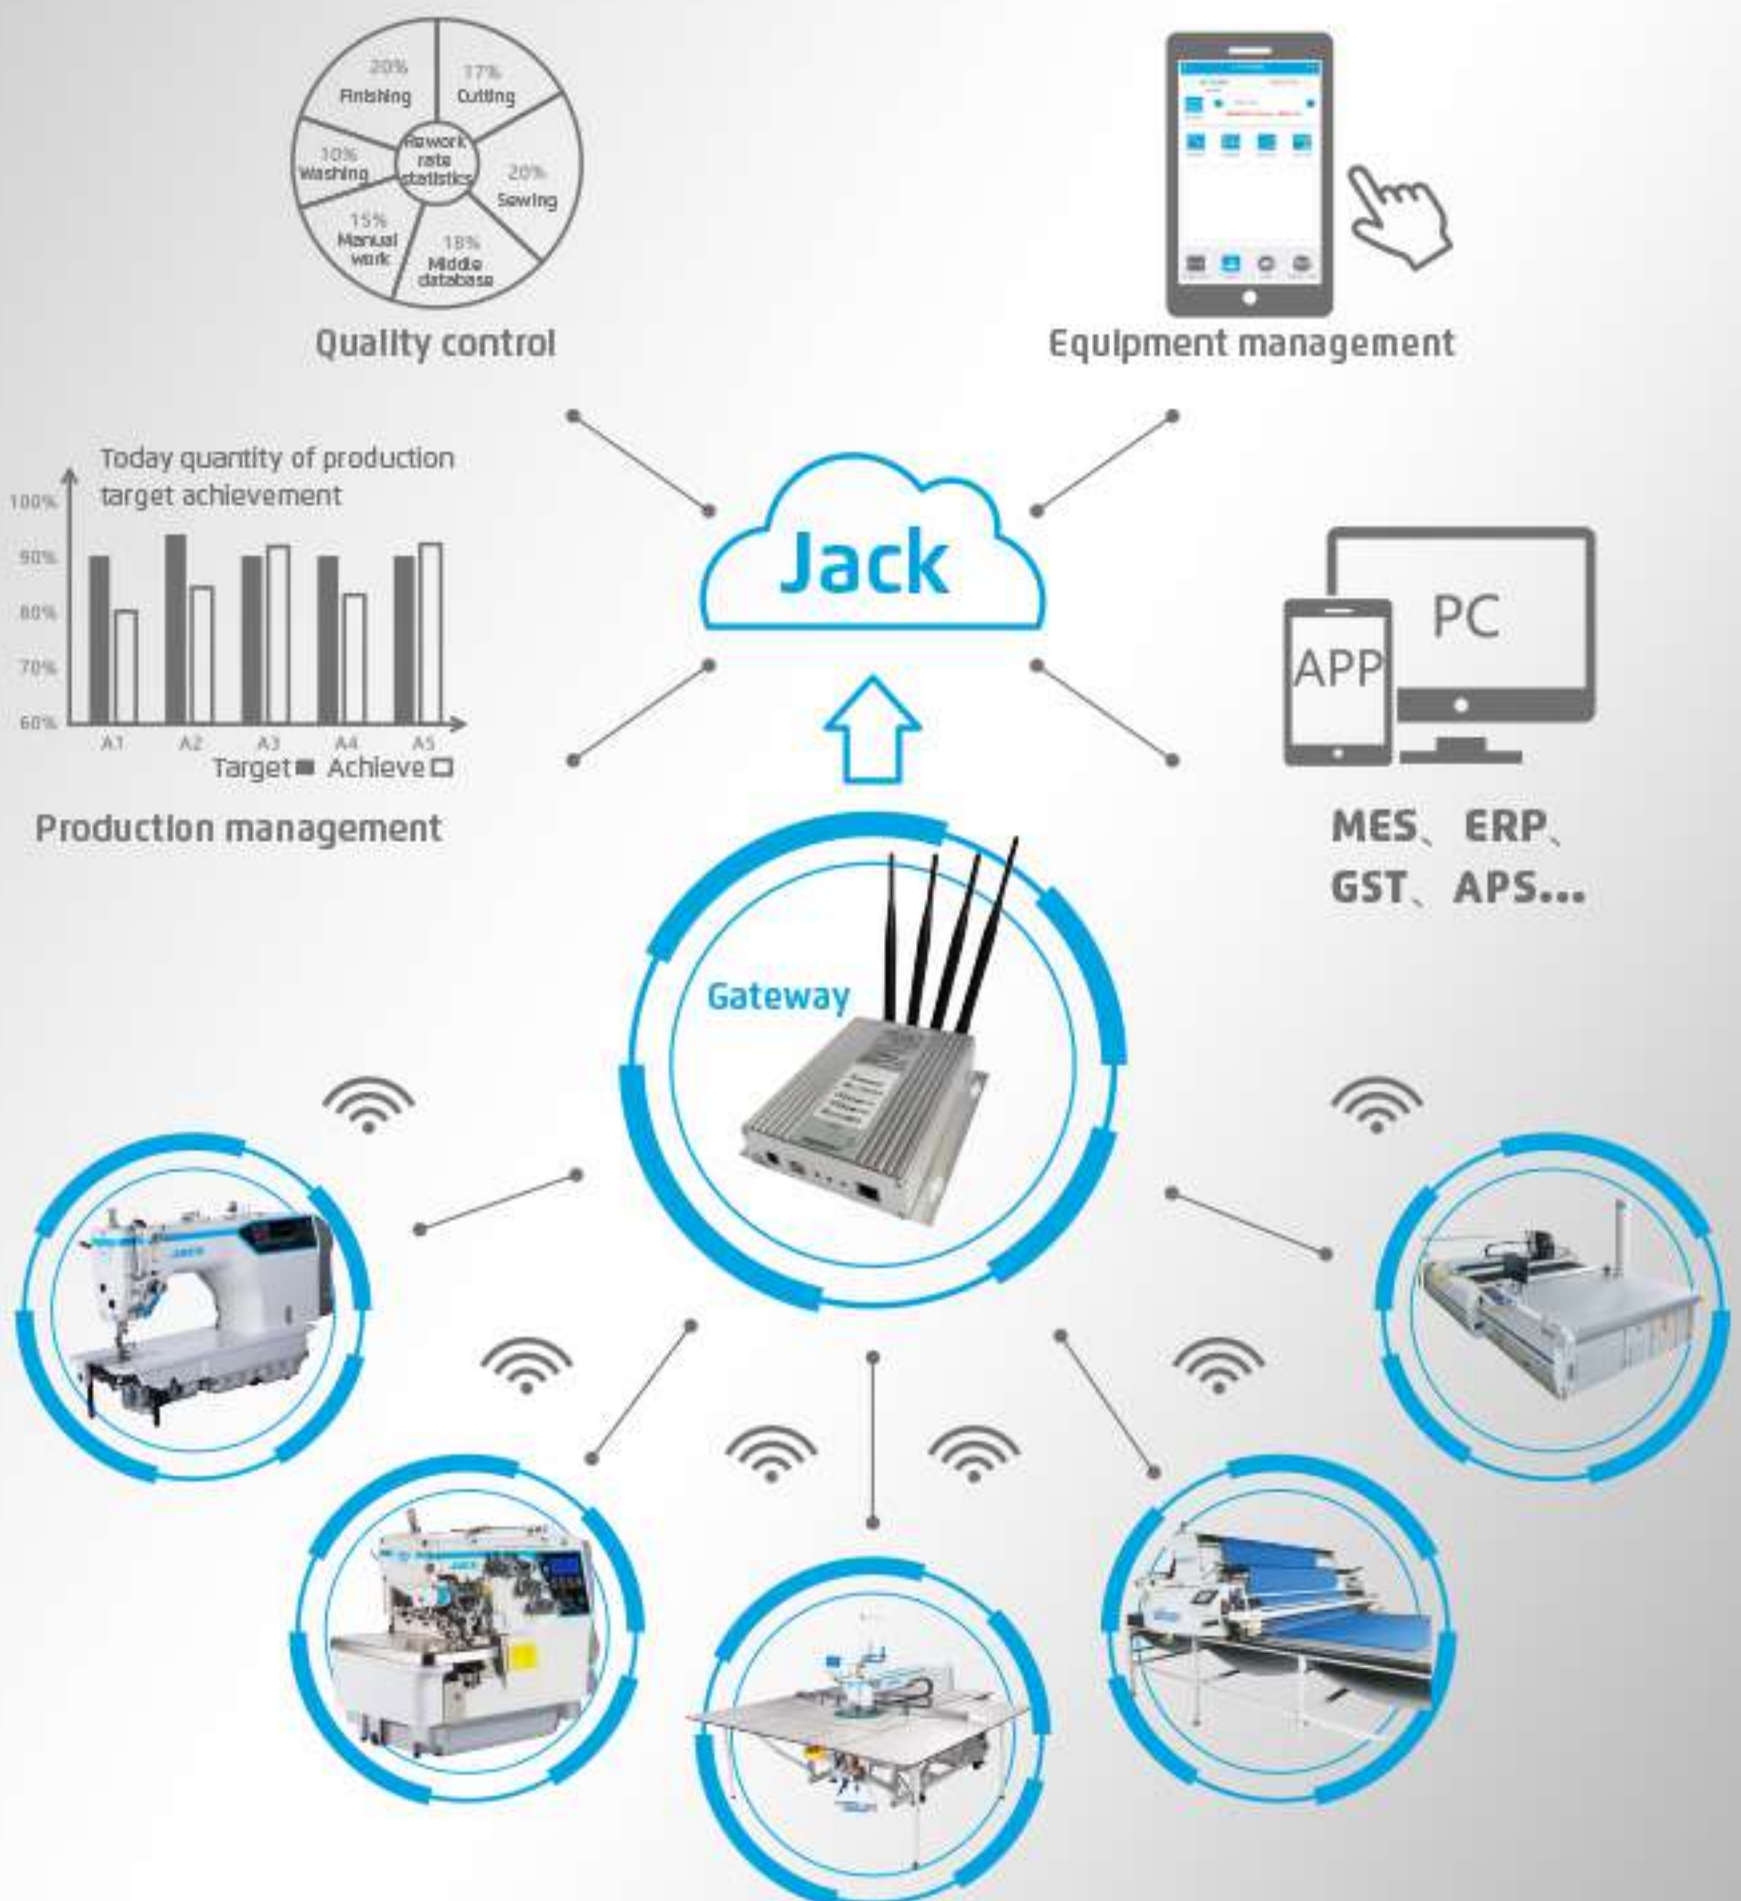 20%
Finishing
17%
Cutting
10%
Washing
Rework
rate
statistics
20%
Sewing
15%
Manual
work
18%
Middle
database
Quality control
Equipment management
Today quantity of production
target achievement
100%
90%
80%
70%
60%
A1 A2 A3 A4 A5
Target Achieve
Production management
Jack
PC
APP
MES、ERP、
GST、APS...
Gateway
JACK
JACK